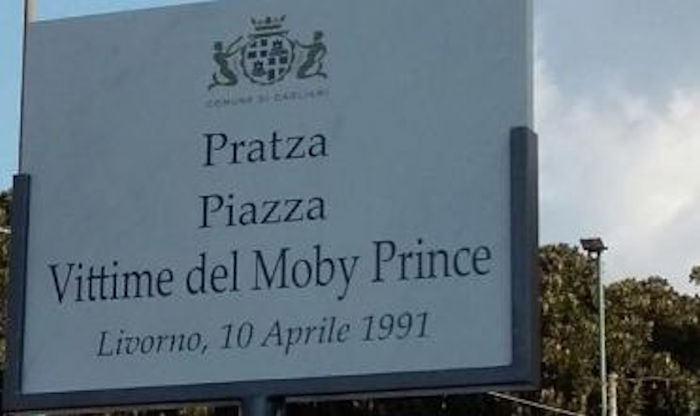 COMUNE DI CAGLIARI
Pratza
Piazza
Vittime del Moby Prince
Livorno, 10 Aprile 1991